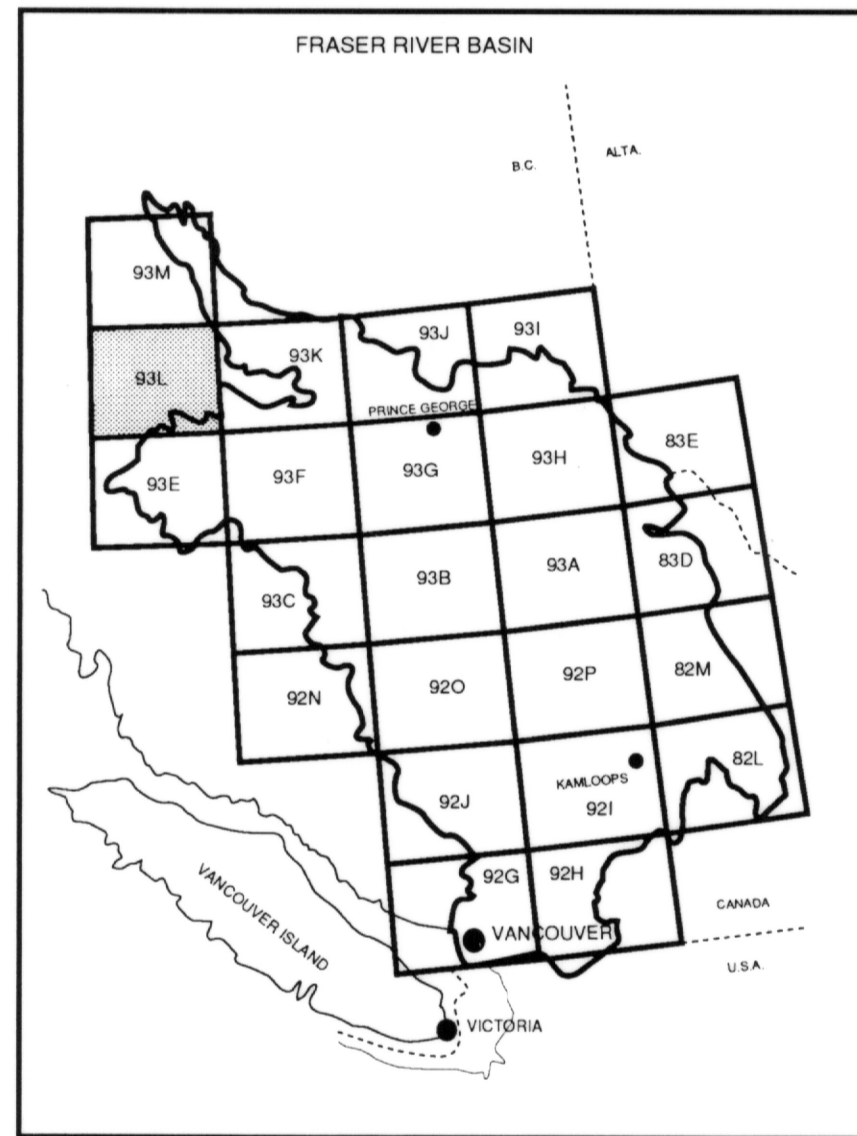 FRASER RIVER BASIN
B.C.
ALTA.
93M
93L
93K
93J
93I
PRINCE GEORGE
93E
93F
93G
93H
83E
93C
93B
93A
83D
92N
92O
92P
82M
92J
KAMLOOPS
92I
82L
92G
92H
VANCOUVER ISLAND
VANCOUVER
CANADA
U.S.A.
VICTORIA